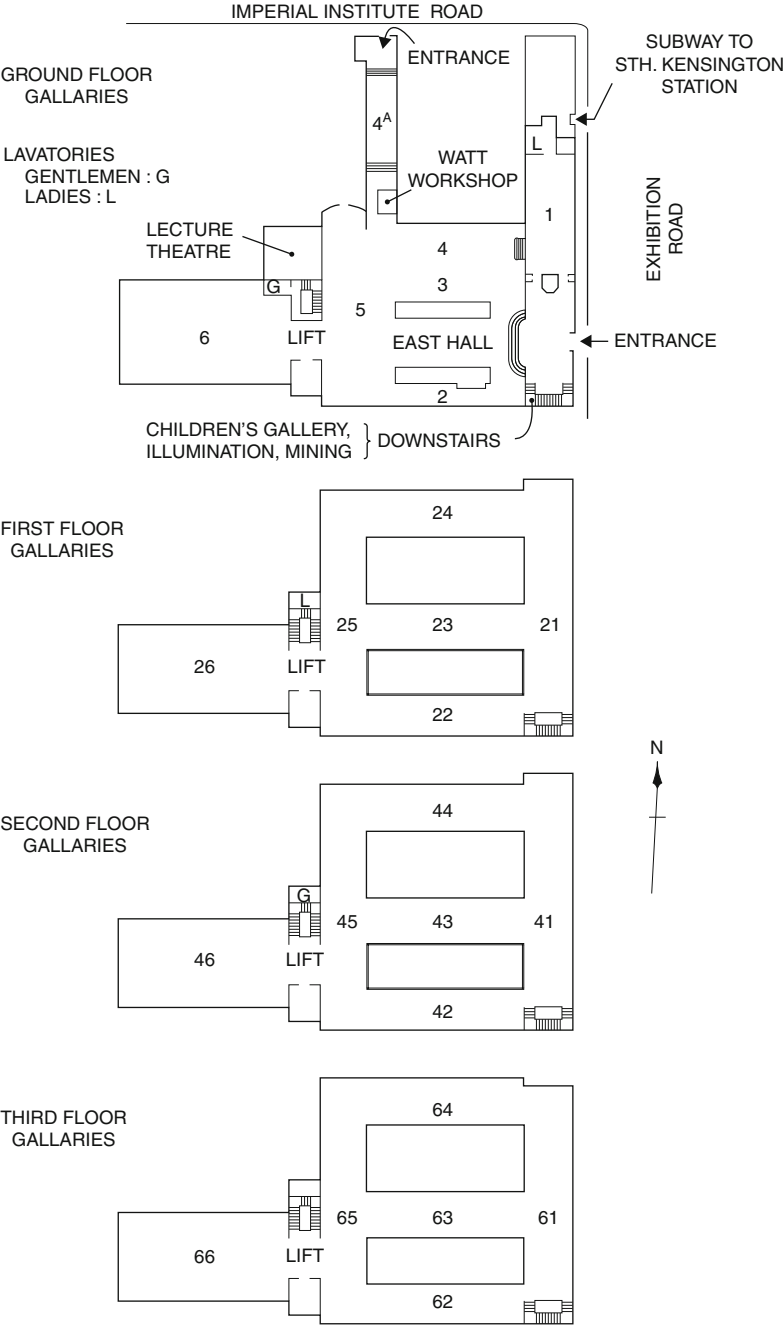 IMPERIAL INSTITUTE ROAD
ENTRANCE
SUBWAY TO
STH. KENSINGTON
STATION
GROUND FLOOR
GALLARIES
4A
L
LAVATORIES
GENTLEMEN : G
LADIES : L
WATT
WORKSHOP
1
EXHIBITION
ROAD
LECTURE
THEATRE
4
G
3
5
6
LIFT
EAST HALL
ENTRANCE
2
CHILDREN'S GALLERY,
ILLUMINATION, MINING
DOWNSTAIRS
FIRST FLOOR
GALLARIES
24
L
25
23
21
26
LIFT
22
N
SECOND FLOOR
GALLARIES
44
G
45
43
41
46
LIFT
42
THIRD FLOOR
GALLARIES
64
65
63
61
66
LIFT
62